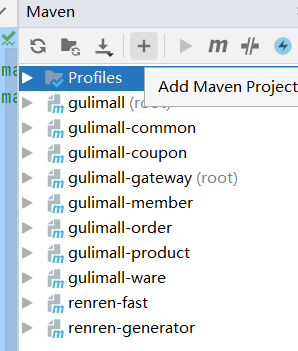 Maven
Profiles
Add Maven Project
gulimall (root)
gulimall-common
gulimall-coupon
gulimall-gateway (root)
gulimall-member
gulimall-order
gulimall-product
gulimall-ware
renren-fast
renren-generator